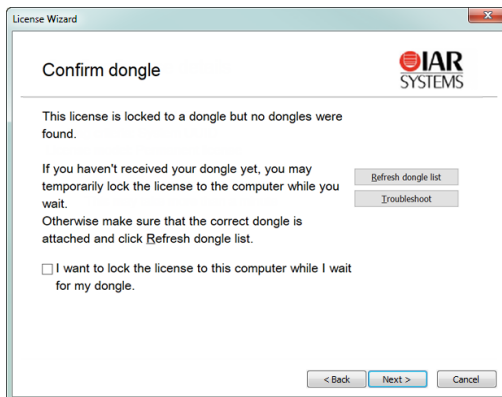 License Wizard
Confirm dongle
IAR
SYSTEMS
This license is locked to a dongle but no dongles were
found.
If you haven't received your dongle yet, you may
temporarily lock the license to the computer while you
wait.
Otherwise make sure that the correct dongle is
attached and click Refresh dongle list.
Refresh dongle list
Troubleshoot
I want to lock the license to this computer while I wait
for my dongle.
< Back Next > Cancel